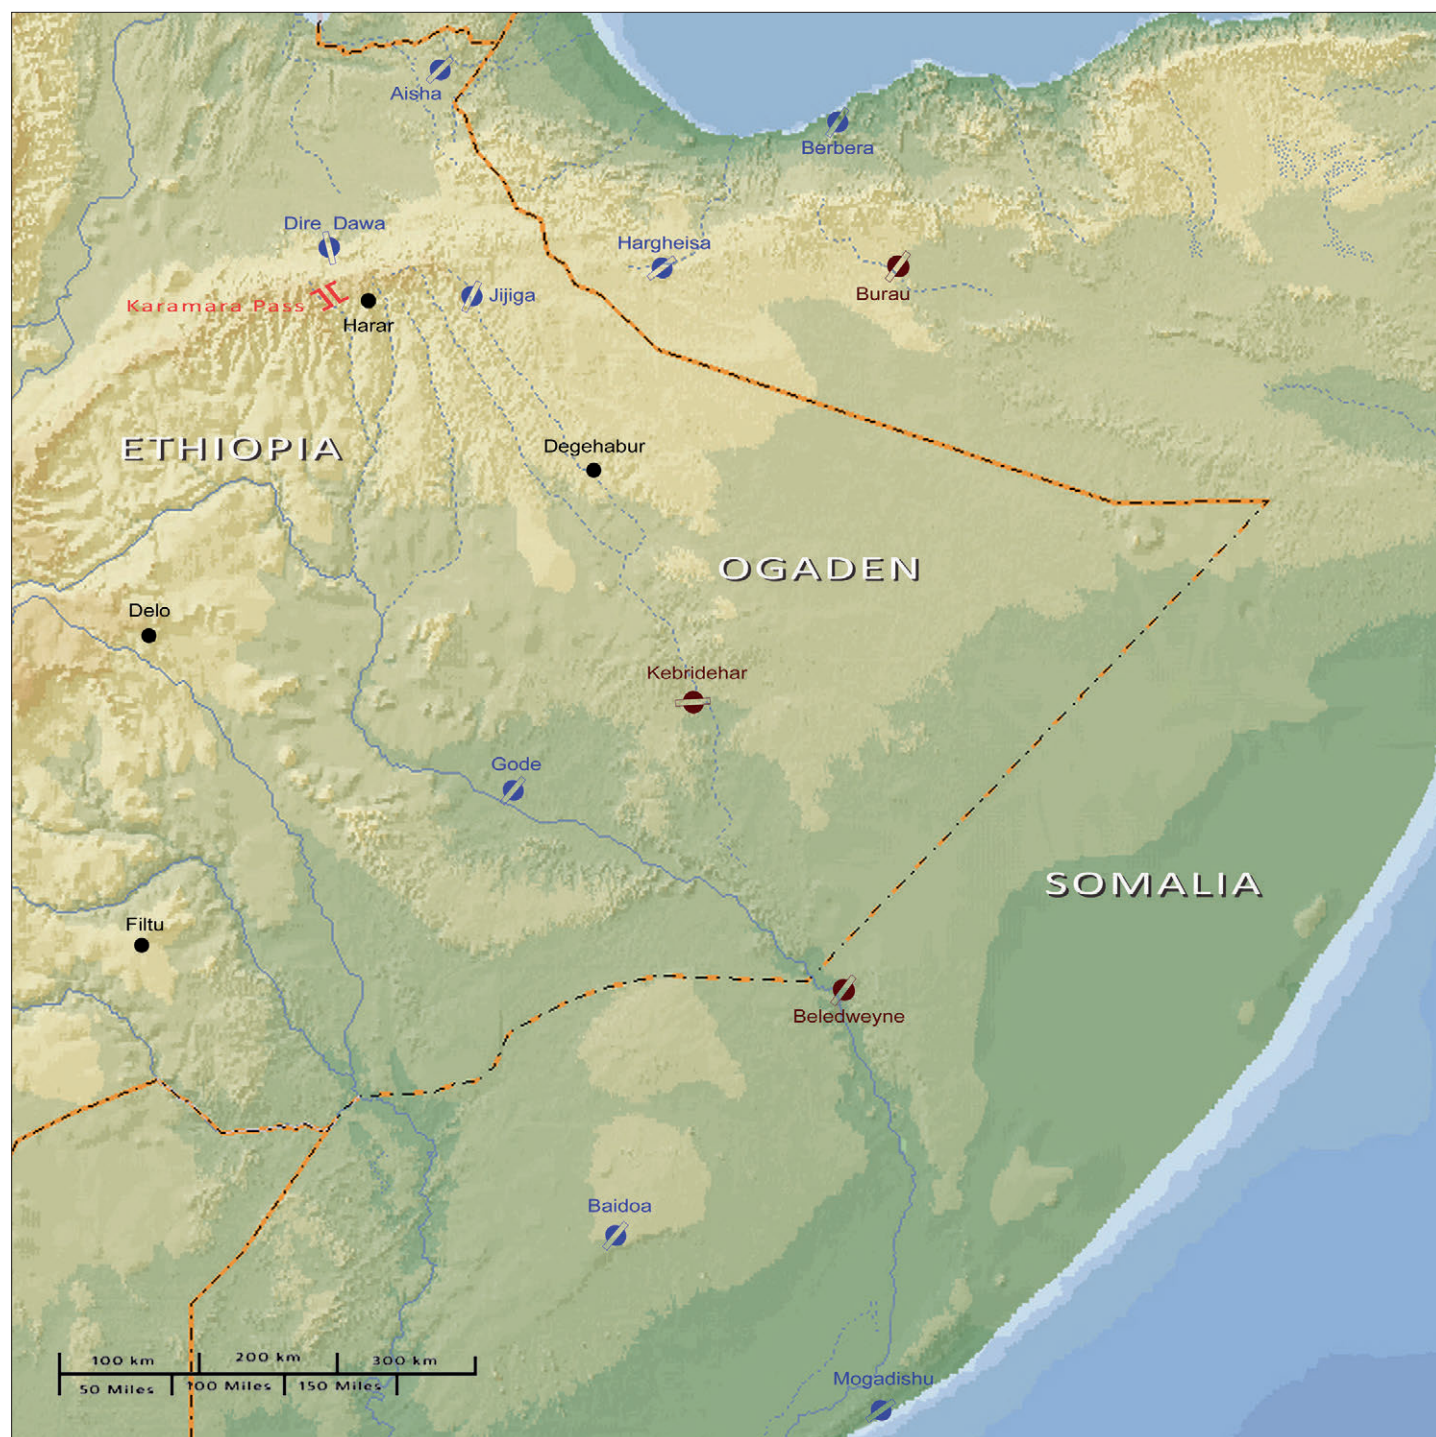 Aisha
Berbera
Dire Dawa
Hargheisa
Burau
Jijiga
Karamara Pass
Harar
ETHIOPIA
Degehabur
OGADEN
Delo
Kebridehar
Gode
SOMALIA
Filtu
Beledweyne
Baidoa
100 km 200 km 300 km
50 Miles 100 Miles 150 Miles
Mogadishu